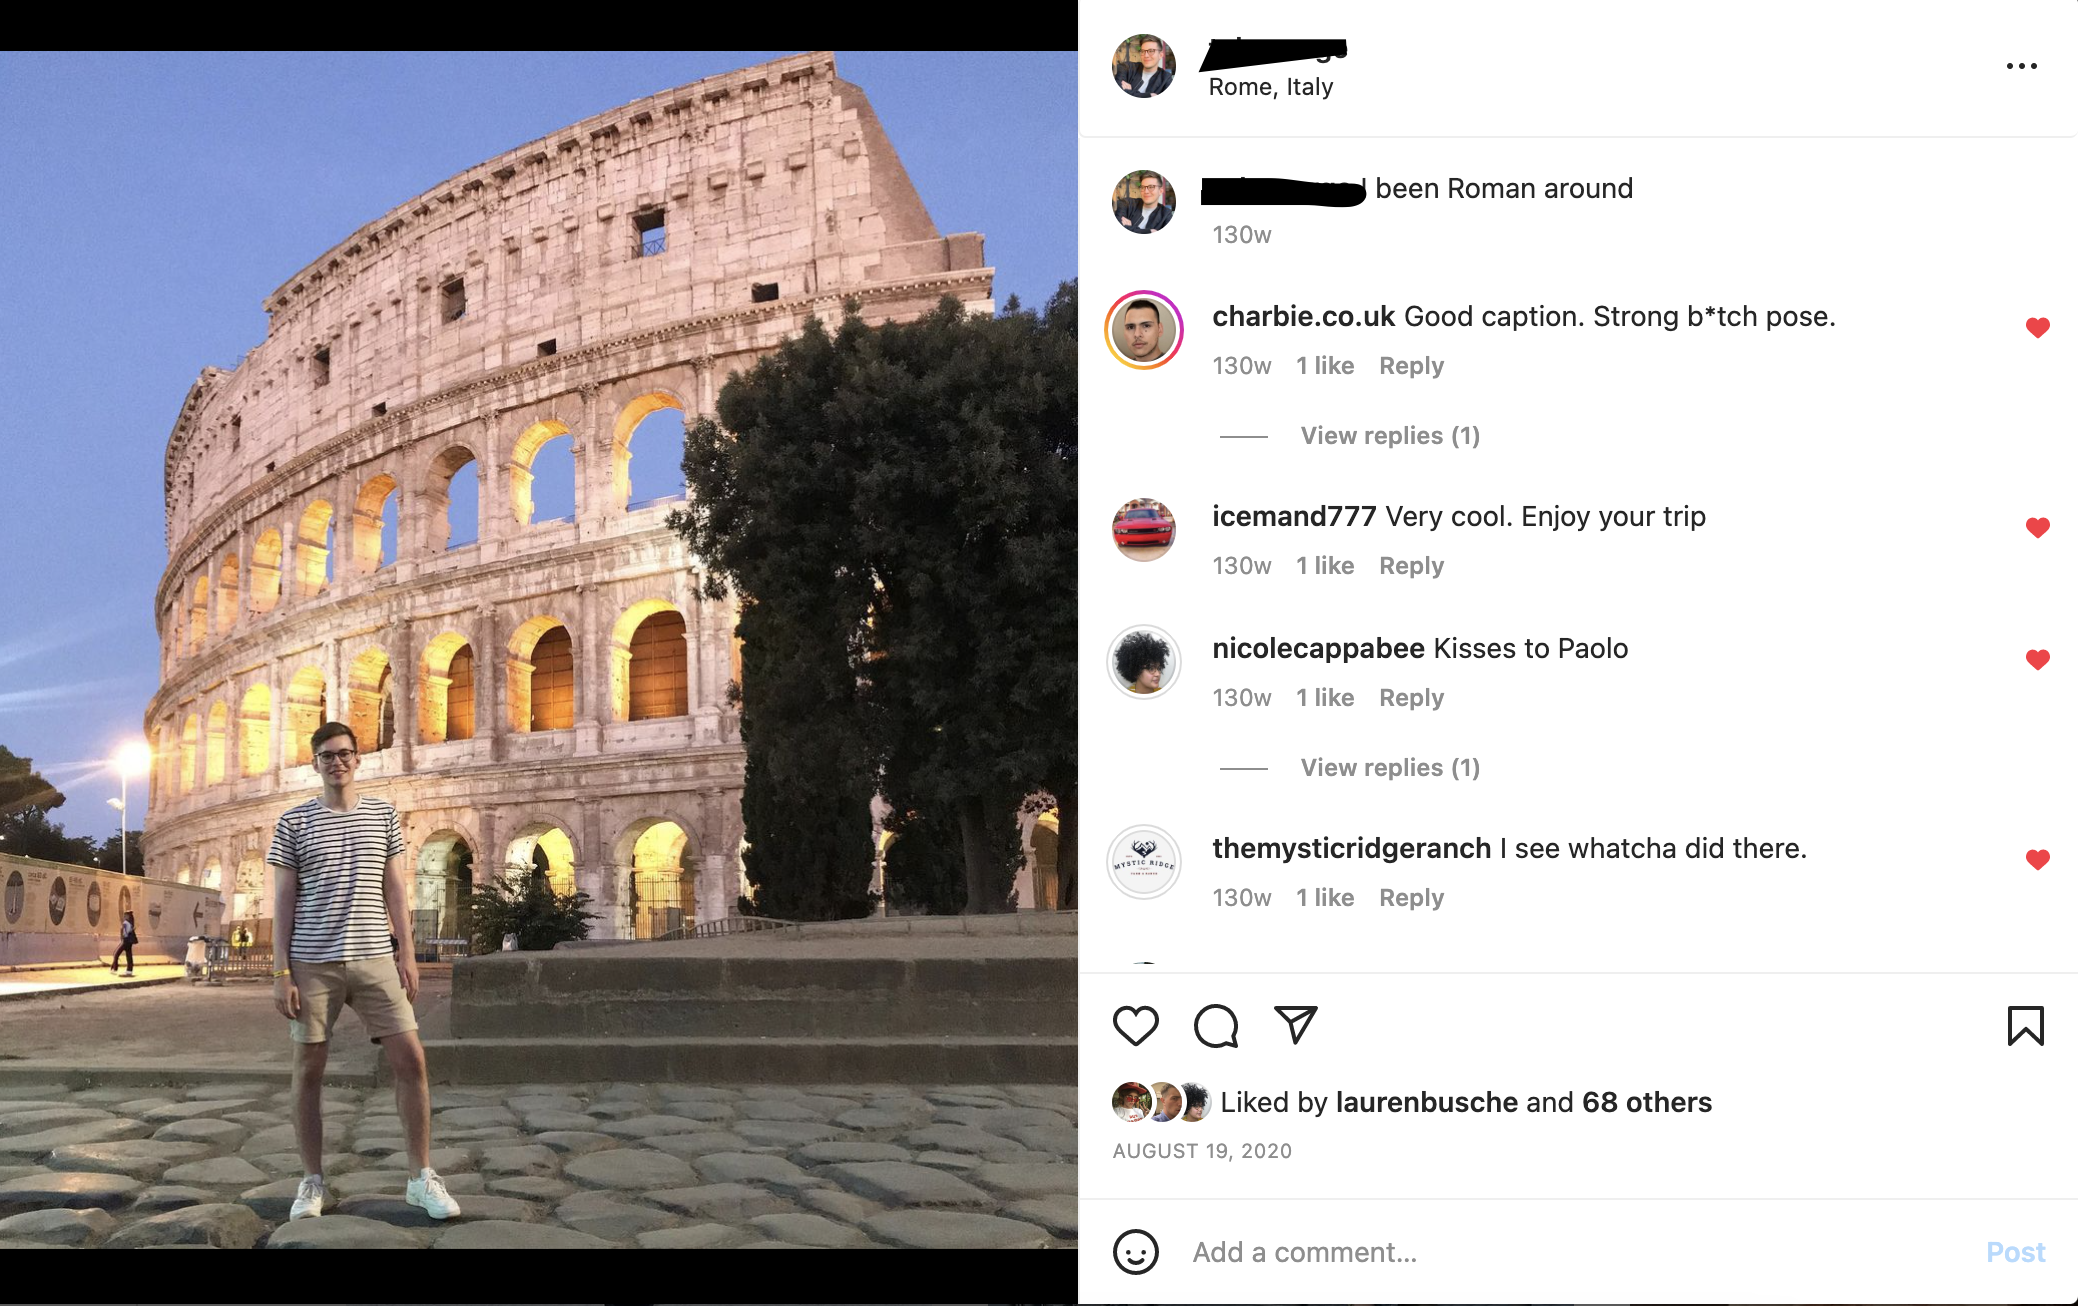 Rome, Italy
I been Roman around
130w
charbie.co.uk Good caption. Strong b*tch pose.
130w 1 like Reply
View replies (1)
icemand777 Very cool. Enjoy your trip
130w 1 like Reply
nicolecappabee Kisses to Paolo
130w 1 like Reply
View replies (1)
MYSTIC RIDGE
themysticridgeranch I see whatcha did there.
130w 1 like Reply
Liked by laurenbusche and 68 others
AUGUST 19, 2020
Add a comment...
Post